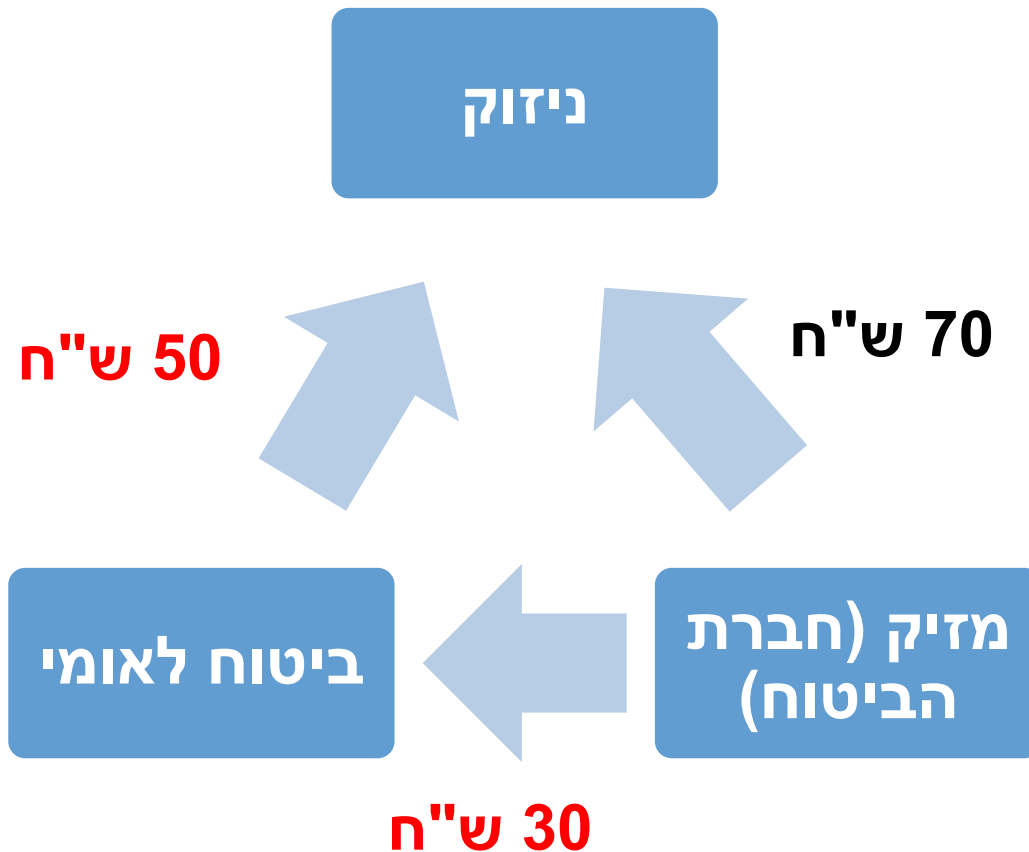 ניזוק
70 ש"ח
50 ש"ח
מזיק (חברת
הביטוח)
ביטוח לאומי
30 ש"ח